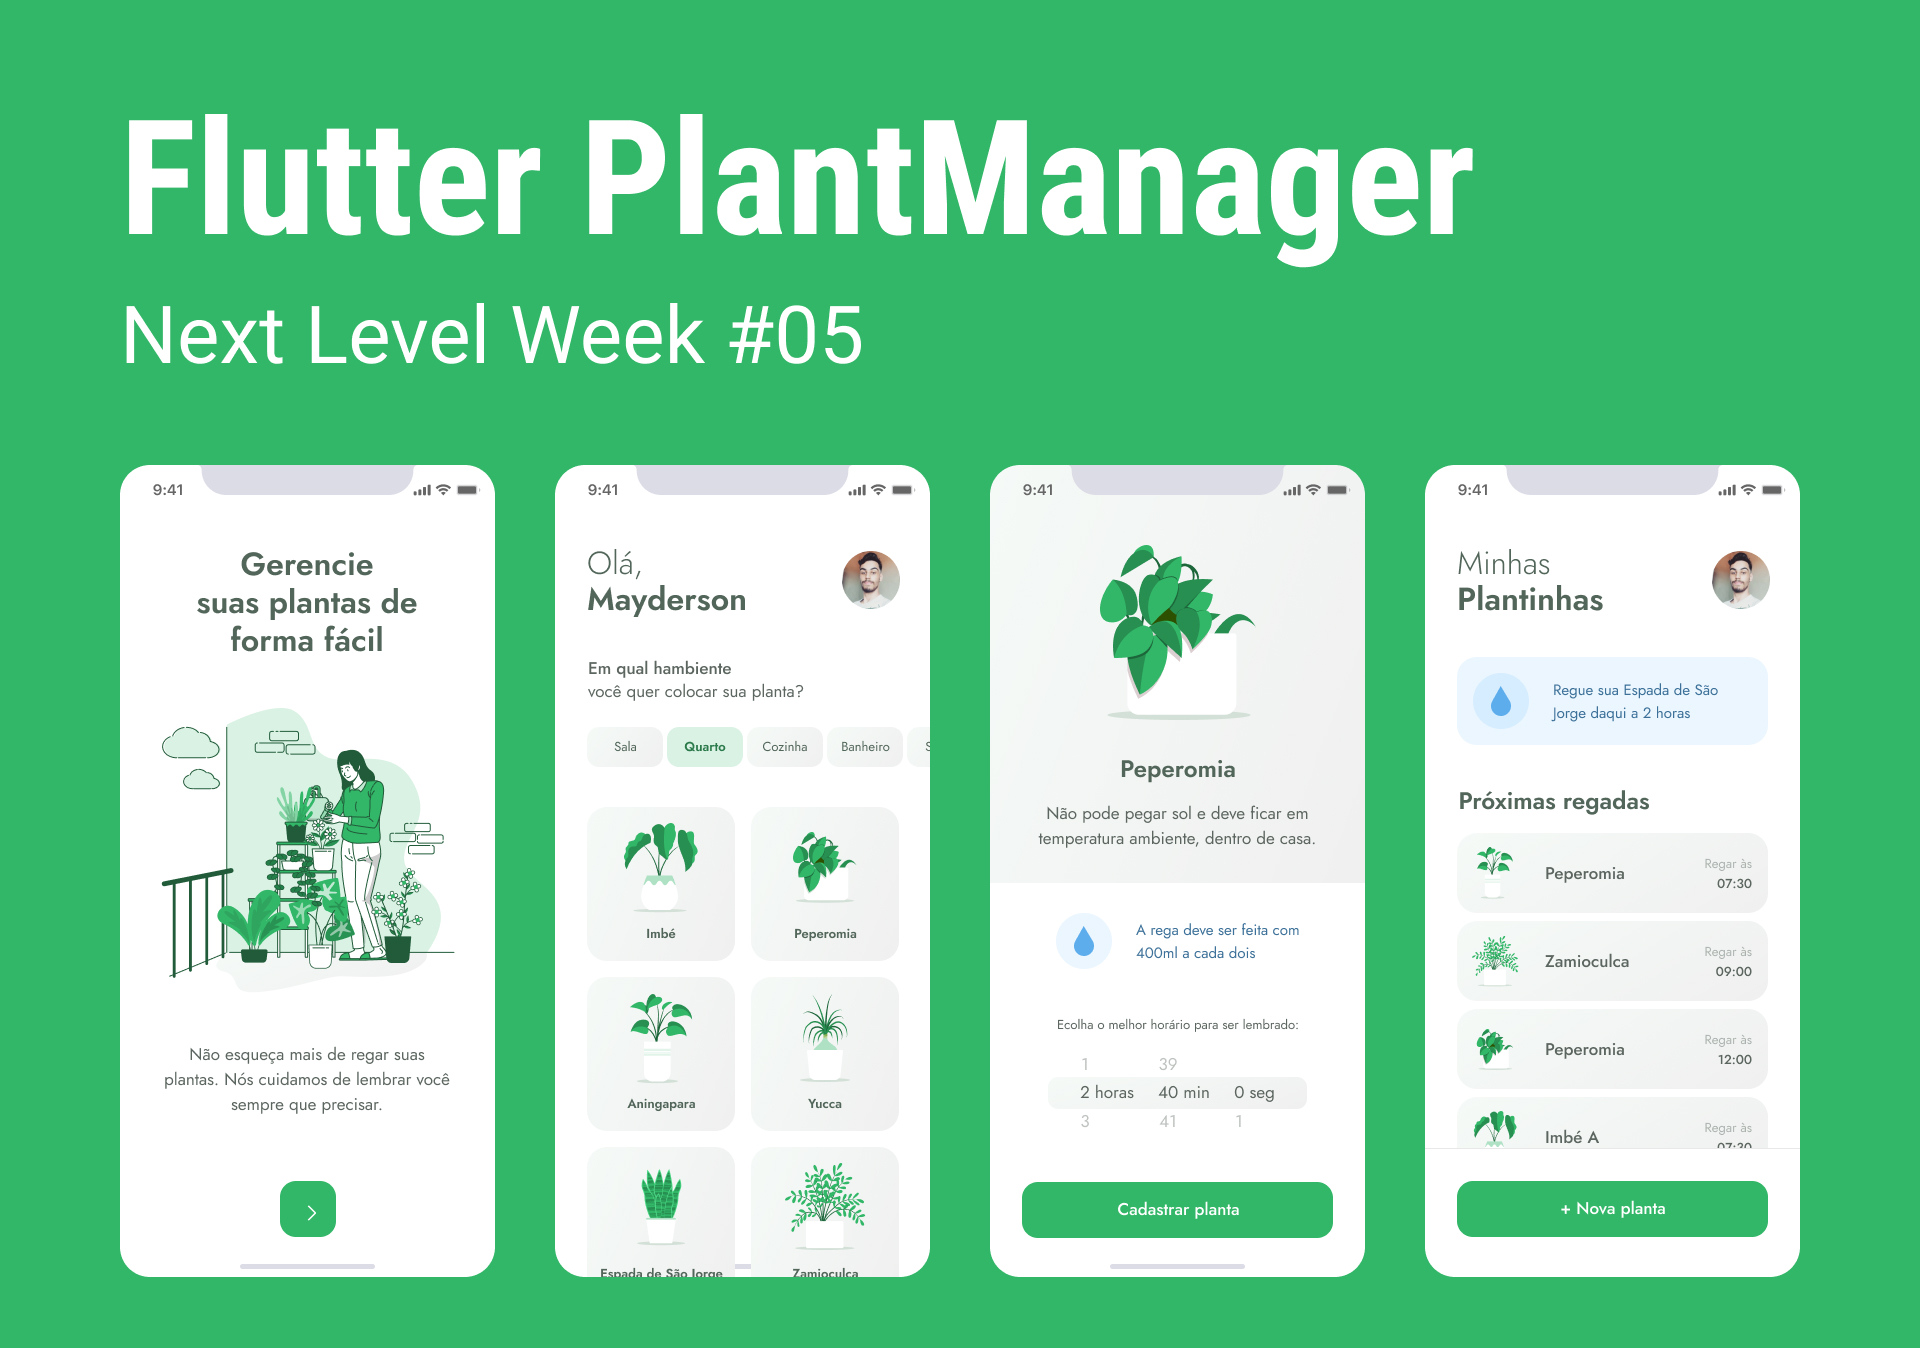 Flutter PlantManager
Next Level Week #05
9:41
Gerencie
suas plantas de
forma fácil
Não esqueça mais de regar suas
plantas. Nós cuidamos de lembrar você
sempre que precisar.
9:41
Olá,
Mayderson
Em qual hambiente
você quer colocar sua planta?
Sala
Quarto
Cozinha
Banheiro
S
Imbé
Peperomia
Aningapara
Yucca
Espada de São Jorge
Zamioculca
9:41
Peperomia
Não pode pegar sol e deve ficar em
temperatura ambiente, dentro de casa.
A rega deve ser feita com
400ml a cada dois
Ecolha o melhor horário para ser lembrado:
1 39
2 horas 40 min 0 seg
3 41 1
Cadastrar planta
9:41
Minhas
Plantinhas
Regue sua Espada de São
Jorge daqui a 2 horas
Próximas regadas
Peperomia
Regar às
07:30
Zamioculca
Regar às
09:00
Peperomia
Regar às
12:00
Imbé A
Regar às
07:30
+ Nova planta